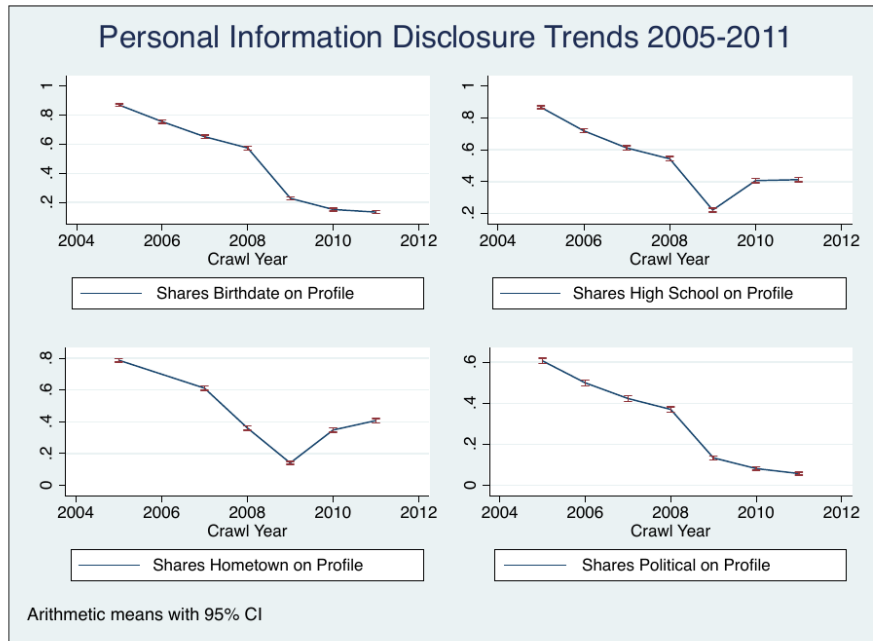 Personal Information Disclosure Trends 2005-2011
1
.8
.6
.4
.2
2004 2006 2008 2010 2012
Crawl Year
Shares Birthdate on Profile
1
.8
.6
.4
.2
2004 2006 2008 2010 2012
Crawl Year
Shares High School on Profile
.8
.6
.4
.2
0
2004 2006 2008 2010 2012
Crawl Year
Shares Hometown on Profile
.6
.4
.2
0
2004 2006 2008 2010 2012
Crawl Year
Shares Political on Profile
Arithmetic means with 95% CI